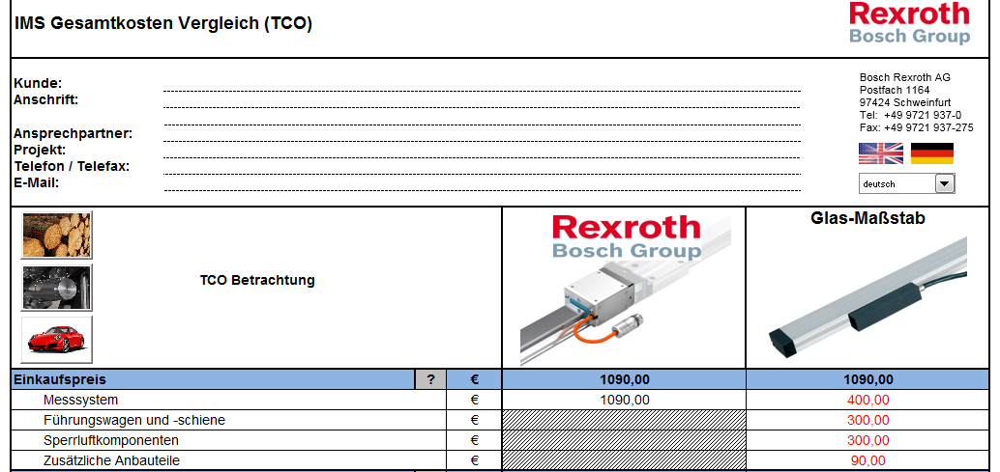 IMS Gesamtkosten Vergleich (TCO)
Rexroth
Bosch Group
Kunde:
Anschrift:
Ansprechpartner:
Projekt:
Telefon / Telefax:
E-Mail:
Bosch Rexroth AG
Postfach 1164
97424 Schweinfurt
Tel: +49 9721 937-0
Fax: +49 9721 937-275
deutsch
TCO Betrachtung
Rexroth
Bosch Group
Glas-Maßstab
Einkaufspreis ? € 1090,00 1090,00
Messsystem € 1090,00 400,00
Führungswagen und -schiene € 300,00
Sperrluftkomponenten € 300,00
Zusätzliche Anbauteile € 90,00